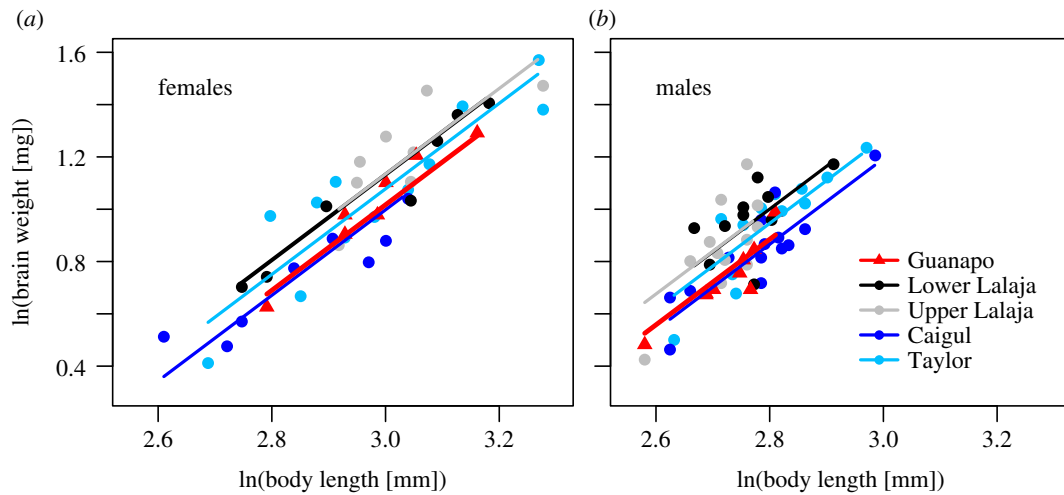 (a)
(b)
1.6
1.2
0.8
0.4
ln(brain weight [mg])
females
males
Guanapo
Lower Lalaja
Upper Lalaja
Caigul
Taylor
2.6 2.8 3.0 3.2
2.6 2.8 3.0 3.2
ln(body length [mm])
ln(body length [mm])